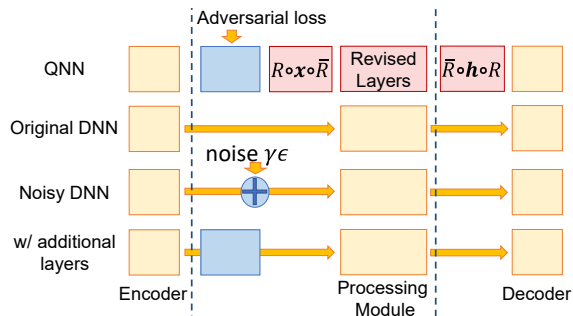 Adversarial loss
QNN
R∘x∘R̄
Revised
Layers
R̄∘h∘R
Original DNN
noise γϵ
Noisy DNN
w/ additional
layers
Encoder
Processing
Module
Decoder